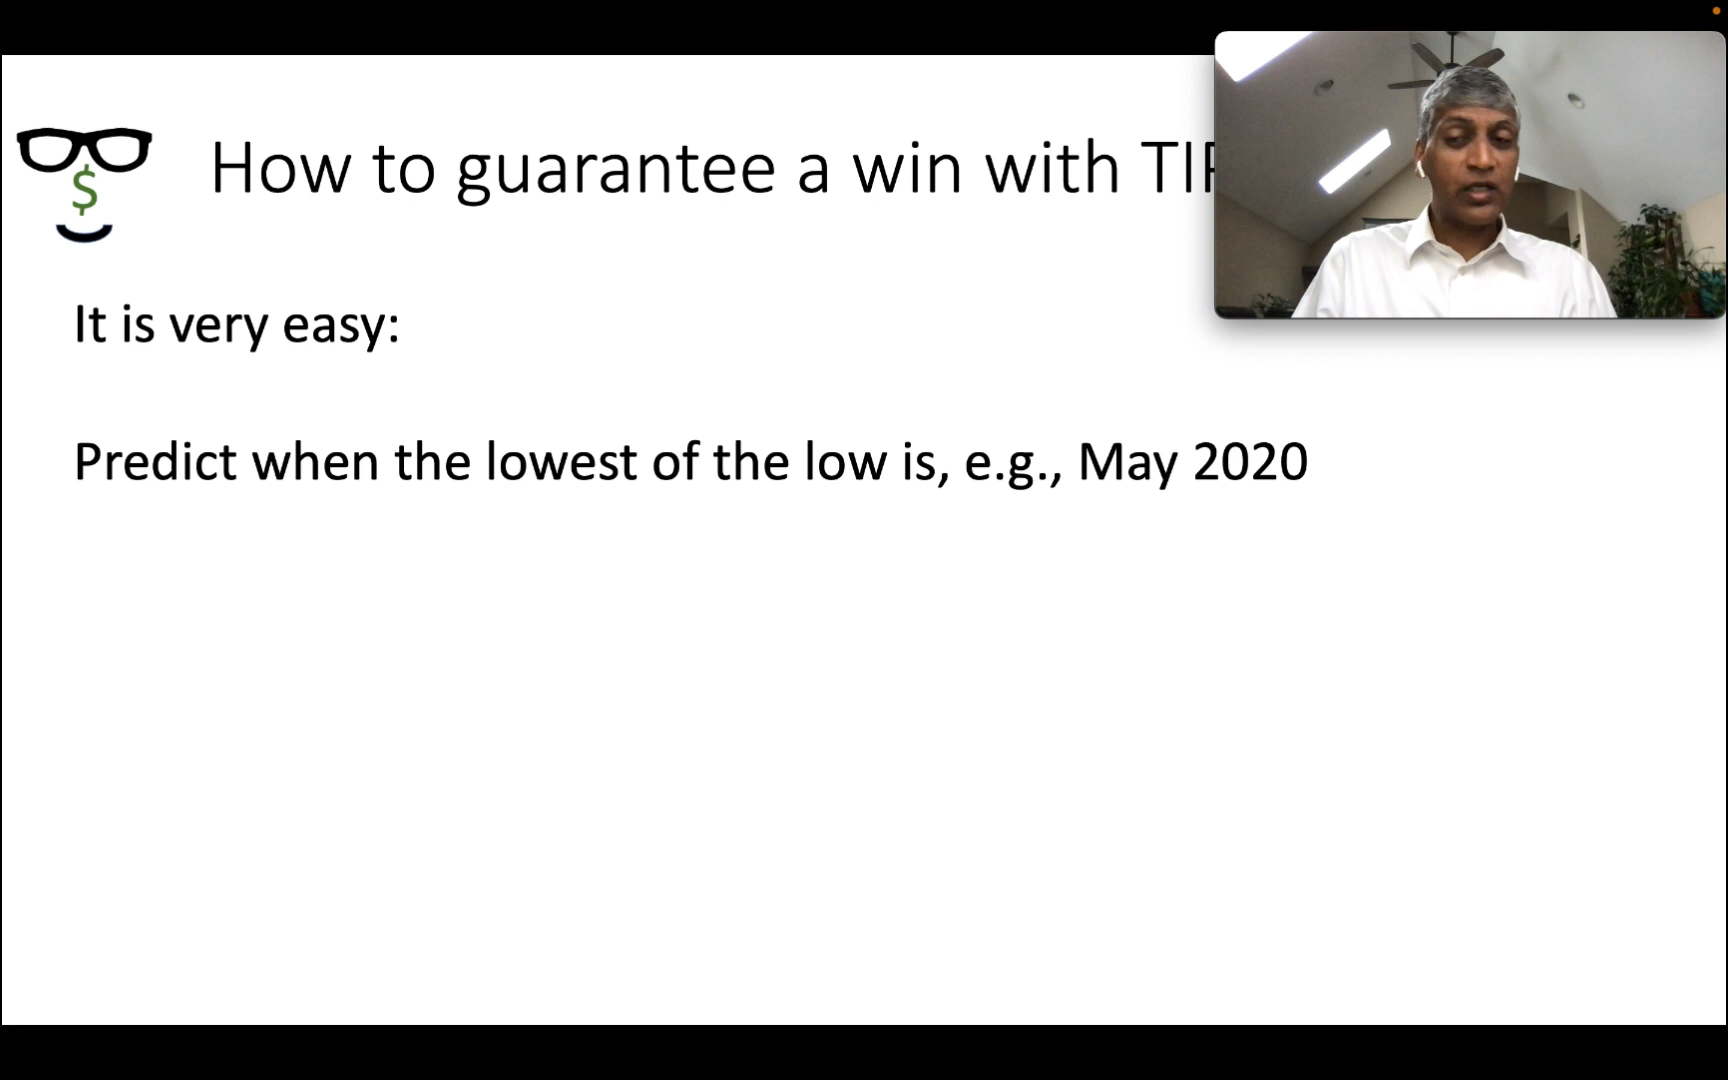 How to guarantee a win with TIP
It is very easy:
Predict when the lowest of the low is, e.g., May 2020
$